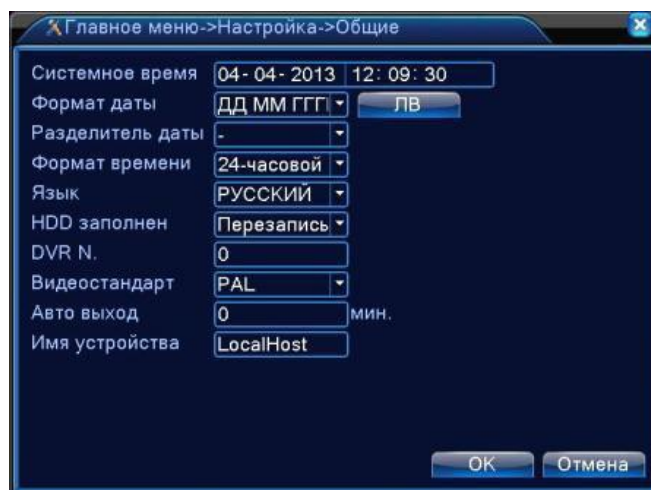 Главное меню->Настройка->Общие
Системное время 04- 04- 2013 12: 09: 30
Формат даты ДД ММ ГГГ ЛВ
Разделитель даты -
Формат времени 24-часовой
Язык РУССКИЙ
HDD заполнен Перезапись
DVR N. 0
Видеостандарт PAL
Авто выход 0 мин.
Имя устройства LocalHost
OK Отмена